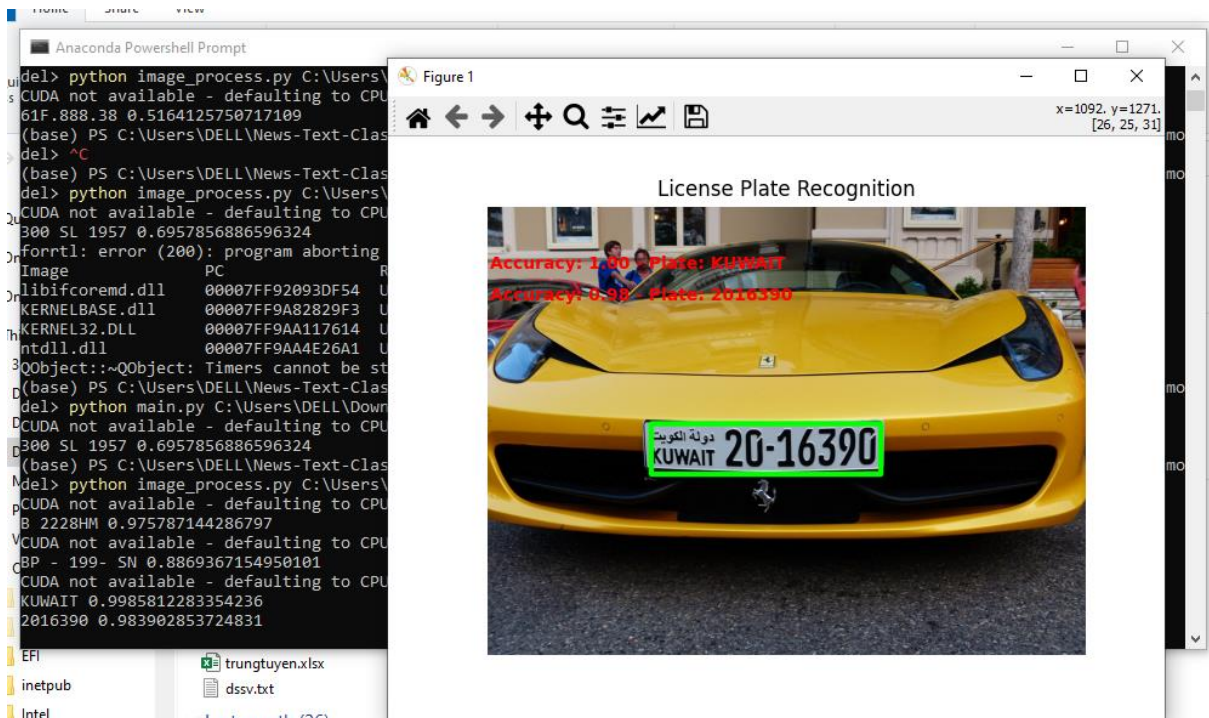 Home Share View
Anaconda Powershell Prompt
del> python image_process.py C:\Users\
CUDA not available - defaulting to CPU
61F.888.38 0.5164125750717109
(base) PS C:\Users\DELL\News-Text-Clas
del> ^C
(base) PS C:\Users\DELL\News-Text-Clas
del> python image_process.py C:\Users\
CUDA not available - defaulting to CPU
300 SL 1957 0.6957856886596324
forrtl: error (200): program aborting
Image PC R
libifcoremd.dll 00007FF92093DF54 U
KERNELBASE.dll 00007FF9A82829F3 U
KERNEL32.DLL 00007FF9AA117614 U
ntdll.dll 00007FF9AA4E26A1 U
QObject::~QObject: Timers cannot be st
(base) PS C:\Users\DELL\News-Text-Clas
del> python main.py C:\Users\DELL\Down
CUDA not available - defaulting to CPU
300 SL 1957 0.6957856886596324
(base) PS C:\Users\DELL\News-Text-Clas
del> python image_process.py C:\Users\
CUDA not available - defaulting to CPU
B 2228HM 0.975787144286797
CUDA not available - defaulting to CPU
BP - 199- SN 0.8869367154950101
CUDA not available - defaulting to CPU
KUWAIT 0.9985812283354236
2016390 0.983902853724831
Figure 1
x=1092. y=1271.
[26, 25, 31]
License Plate Recognition
Accuracy: 1.00 - Plate: KUWAIT
Accuracy: 0.98 - Plate: 2016390
دولة الكويت
KUWAIT 20-16390
mo
mo
mo
mo
EFI
inetpub
Intel
trungtuyen.xlsx
dssv.txt